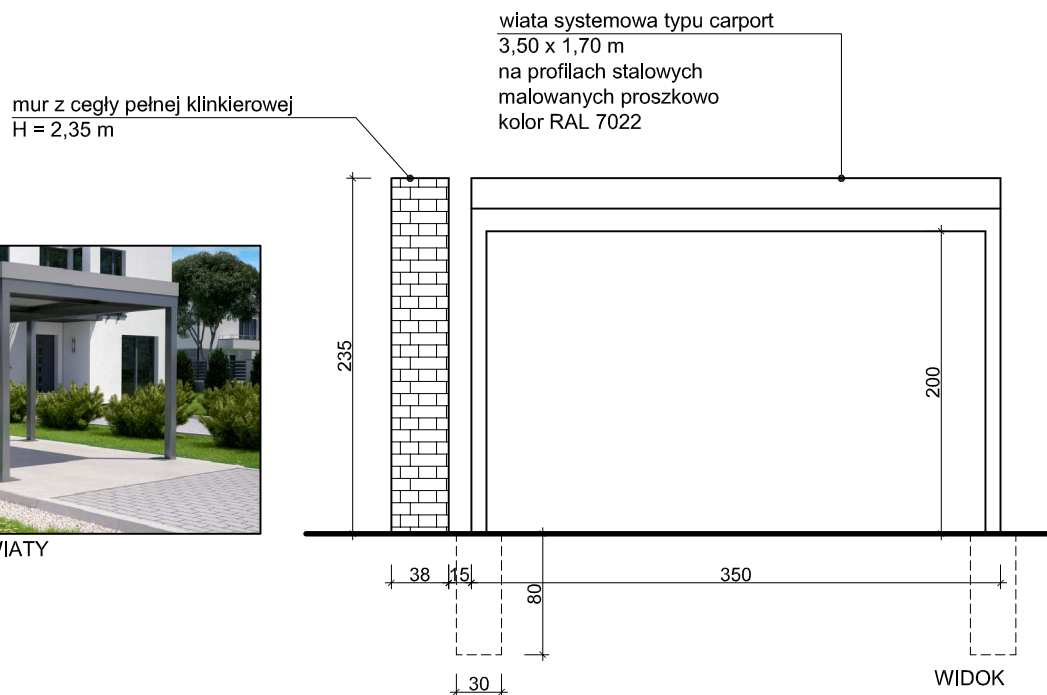 wiata systemowa typu carport
3,50 x 1,70 m
na profilach stalowych
malowanych proszkowo
kolor RAL 7022
mur z cegły pełnej klinkierowej
H = 2,35 m
235
200
38
15
350
80
30
WIDOK